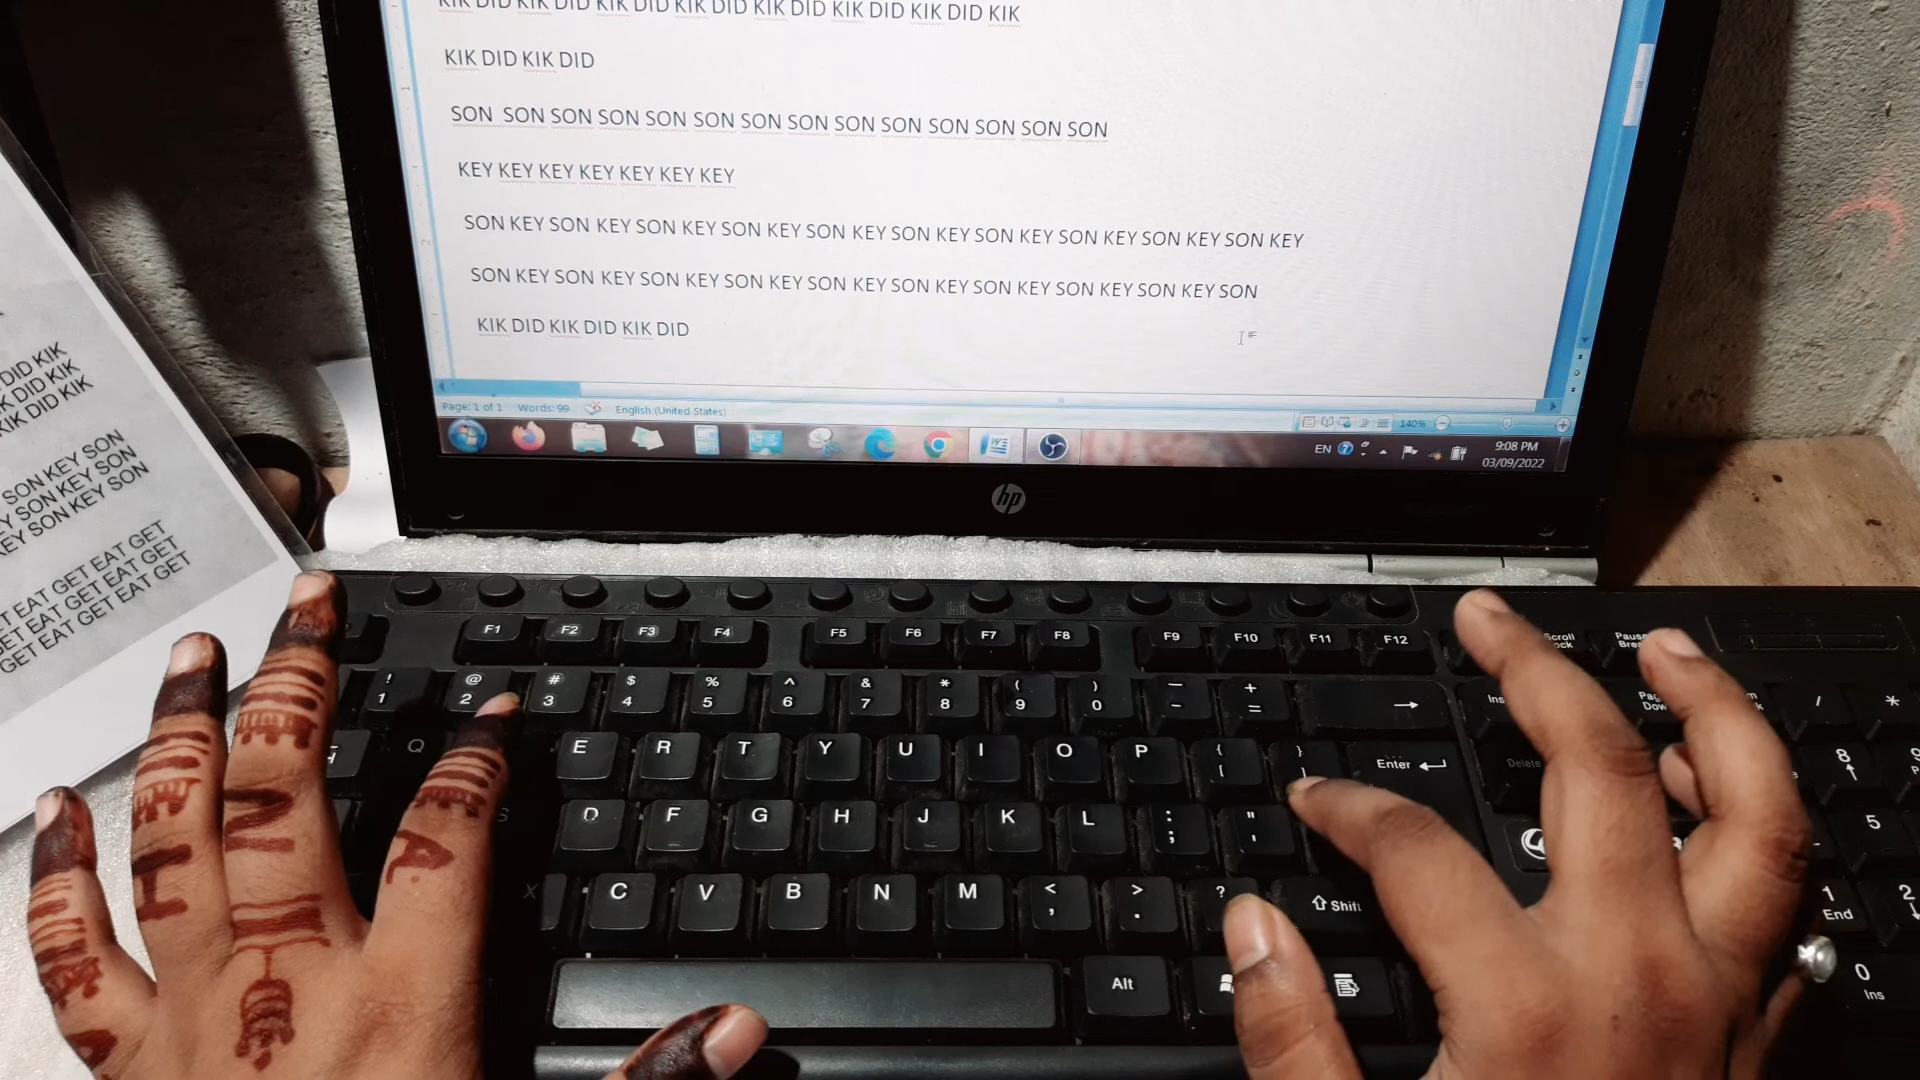 KIK DID KIK DID KIK DID KIK DID KIK DID KIK DID KIK DID KIK
KIK DID KIK DID
SON SON SON SON SON SON SON SON SON SON SON SON SON SON
KEY KEY KEY KEY KEY KEY KEY
SON KEY SON KEY SON KEY SON KEY SON KEY SON KEY SON KEY SON KEY SON KEY SON KEY
SON KEY SON KEY SON KEY SON KEY SON KEY SON KEY SON KEY SON KEY SON KEY SON
KIK DID KIK DID KIK DID
Page: 1 of 1 Words: 99 English (United States) 140%
EN 9:08 PM
03/09/2022
hp
DID KIK
K DID KIK
KIK DID KIK
SON KEY SON
Y SON KEY SON
KEY SON KEY SON
T EAT GET EAT GET
GET EAT GET EAT GET
GET EAT GET EAT GET
F1 F2 F3 F4 F5 F6 F7 F8 F9 F10 F11 F12
! @ # $ % ^ & * ( ) — +
1 2 3 4 5 6 7 8 9 0 - =
Q E R T Y U I O P { [ } ] Enter Delete 8
S D F G H J K L : ; " ' 5
X C V B N M < , > . ? Shift 1 End 2
Alt 0 Ins
H N A